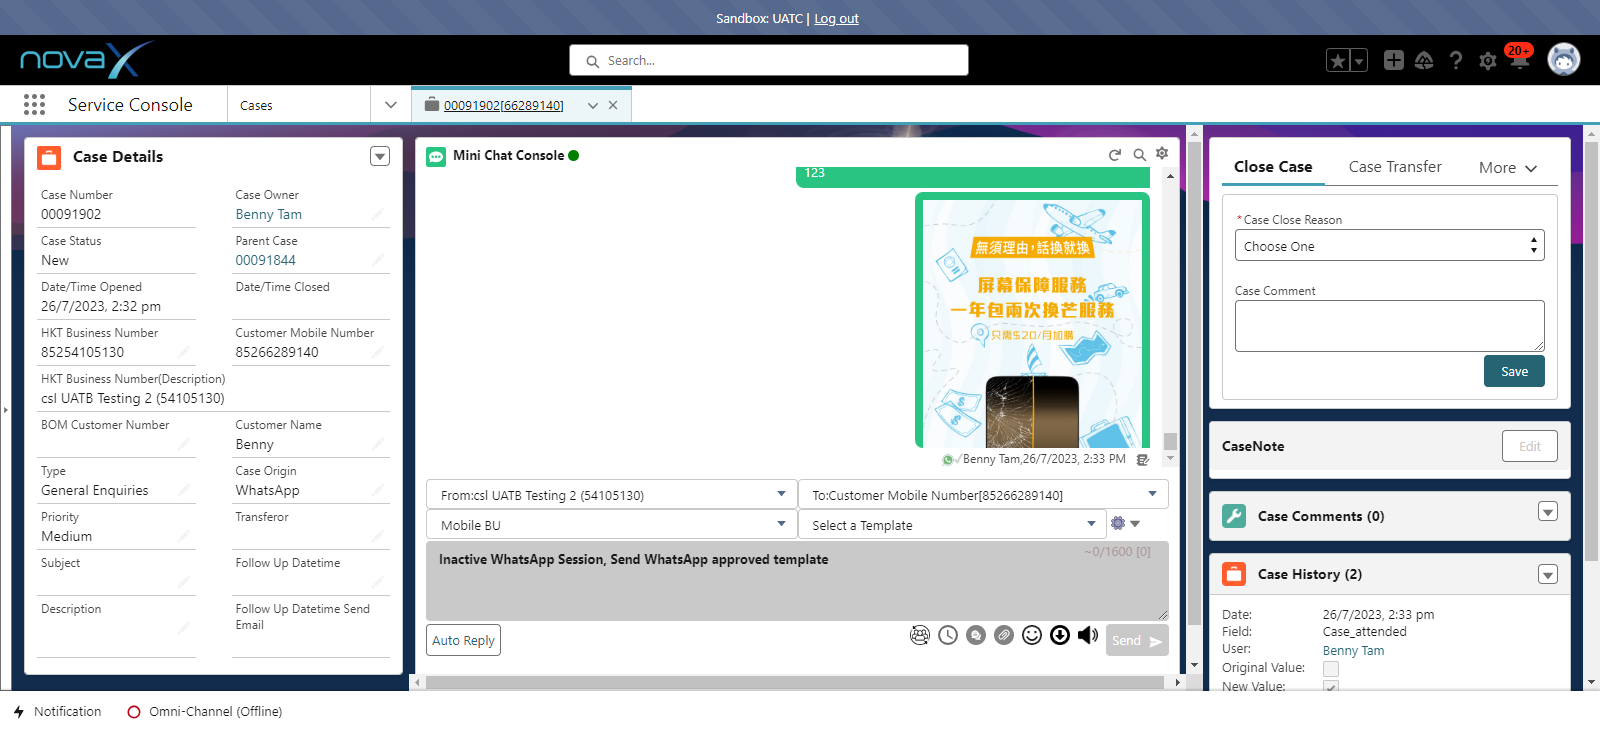 Sandbox: UATC | Log out
novaX
Search...
20+
Service Console
Cases
00091902[66289140]
Case Details
Case Number
00091902
Case Owner
Benny Tam
Case Status
New
Parent Case
00091844
Date/Time Opened
26/7/2023, 2:32 pm
Date/Time Closed
HKT Business Number
85254105130
Customer Mobile Number
85266289140
HKT Business Number(Description)
csl UATB Testing 2 (54105130)
BOM Customer Number
Customer Name
Benny
Type
General Enquiries
Case Origin
WhatsApp
Priority
Medium
Transferor
Subject
Follow Up Datetime
Description
Follow Up Datetime Send
Email
Mini Chat Console
123
無須理由，話換就換
屏幕保障服務
一年包兩次換芒服務
只需$20/月加購
Benny Tam,26/7/2023, 2:33 PM
From:csl UATB Testing 2 (54105130)
To:Customer Mobile Number[85266289140]
Mobile BU
Select a Template
~0/1600 [0]
Inactive WhatsApp Session, Send WhatsApp approved template
Auto Reply
Send
Close Case
Case Transfer
More
*Case Close Reason
Choose One
Case Comment
Save
CaseNote
Edit
Case Comments (0)
Case History (2)
Date:
26/7/2023, 2:33 pm
Field:
Case_attended
User:
Benny Tam
Original Value:
New Value:
Notification
Omni-Channel (Offline)